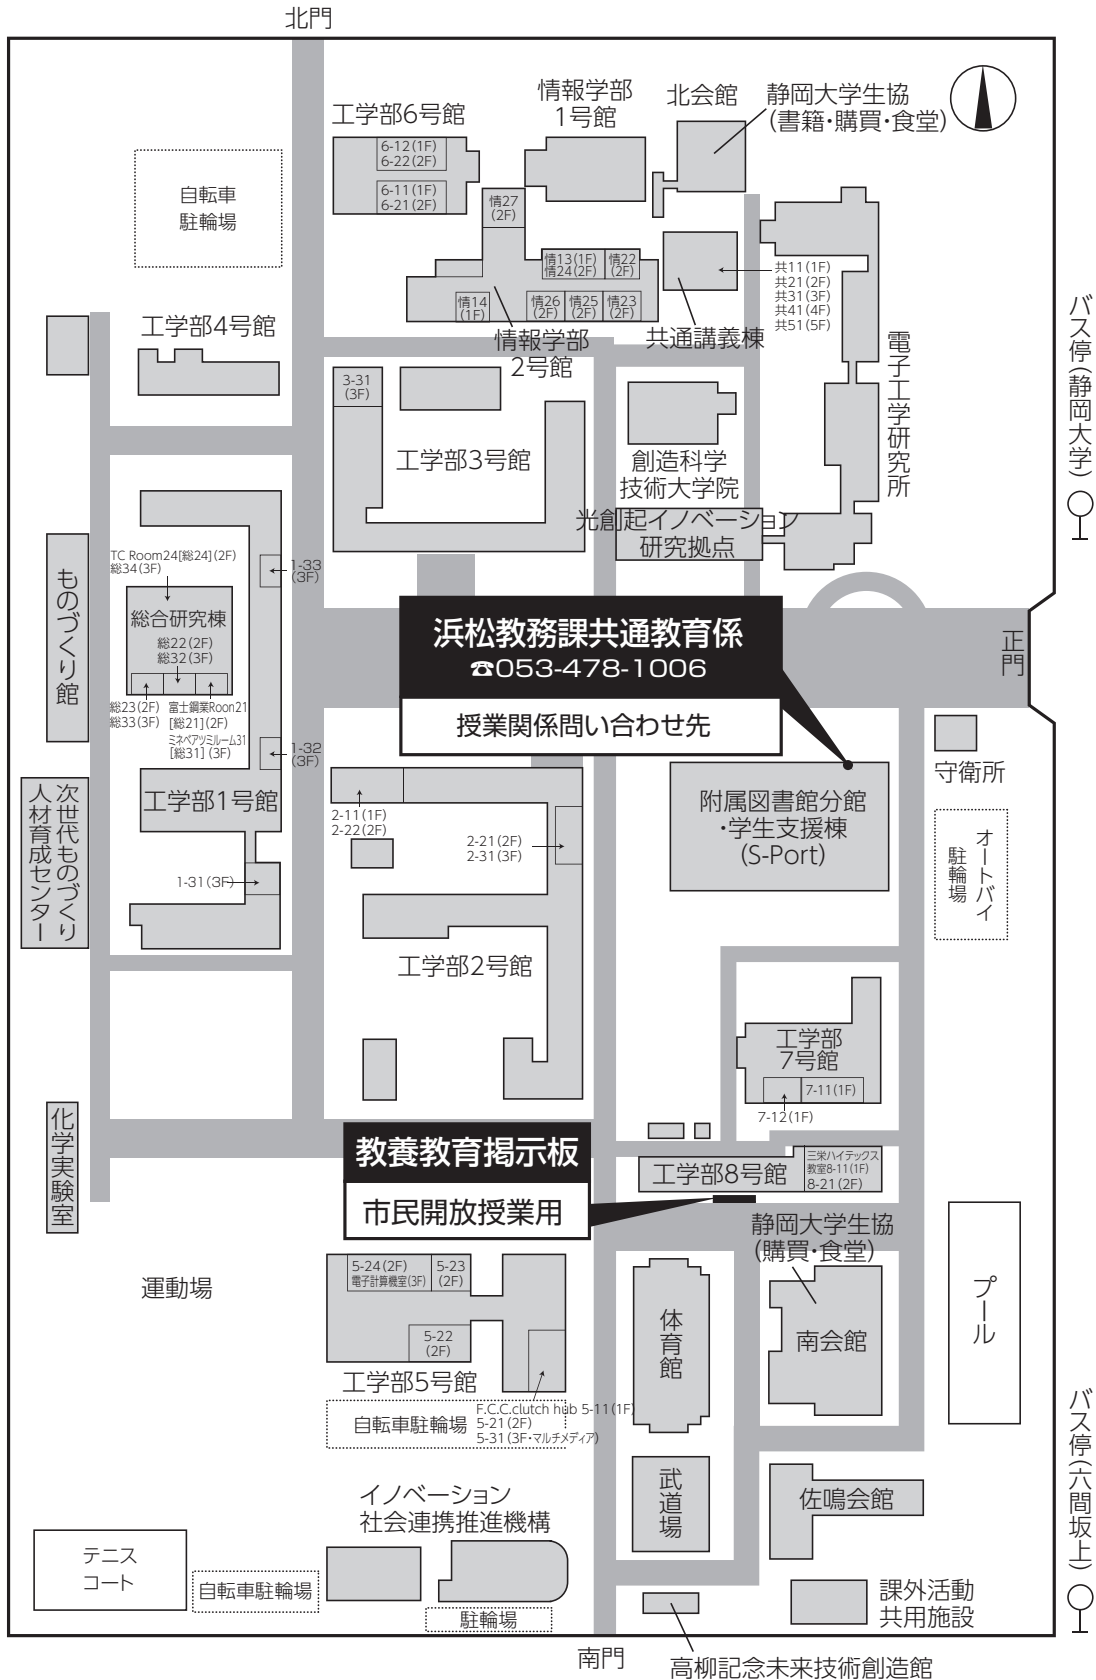 北門
工学部6号館
6-12(1F)
6-22(2F)
6-11(1F)
6-21(2F)
情報学部
1号館
北会館
静岡大学生協
(書籍・購買・食堂)
自転車
駐輪場
情27
(2F)
情13(1F)
情24(2F)
情22
(2F)
情14
(1F)
情26
(2F)
情25
(2F)
情23
(2F)
情報学部
2号館
共11(1F)
共21(2F)
共31(3F)
共41(4F)
共51(5F)
共通講義棟
バス停(静岡大学)
工学部4号館
3-31
(3F)
工学部3号館
創造科学
技術大学院
電子工学研究所
光創起イノベーション
研究拠点
TC Room24[総24](2F)
総34(3F)
1-33
(3F)
総合研究棟
総22(2F)
総32(3F)
総23(2F)
総33(3F)
富士鋼業Roon21
[総21](2F)
ミネベアツミルーム31
[総31](3F)
1-32
(3F)
ものづくり館
浜松教務課共通教育係
☎053-478-1006
授業関係問い合わせ先
正門
守衛所
工学部1号館
次世代ものづくり
人材育成センター
1-31(3F)
2-11(1F)
2-22(2F)
2-21(2F)
2-31(3F)
附属図書館分館
・学生支援棟
(S-Port)
オートバイ
駐輪場
工学部2号館
工学部
7号館
7-11(1F)
7-12(1F)
化学実験室
教養教育掲示板
市民開放授業用
工学部8号館
三栄ハイテックス
教室8-11(1F)
8-21(2F)
静岡大学生協
(購買・食堂)
運動場
5-24(2F)
電子計算機室(3F)
5-23
(2F)
5-22
(2F)
工学部5号館
F.C.C.clutch hub 5-11(1F)
5-21(2F)
5-31(3F・マルチメディア)
自転車駐輪場
体育館
南会館
プール
バス停(六間坂上)
武道場
佐鳴会館
イノベーション
社会連携推進機構
テニス
コート
自転車駐輪場
駐輪場
課外活動
共用施設
南門
高柳記念未来技術創造館